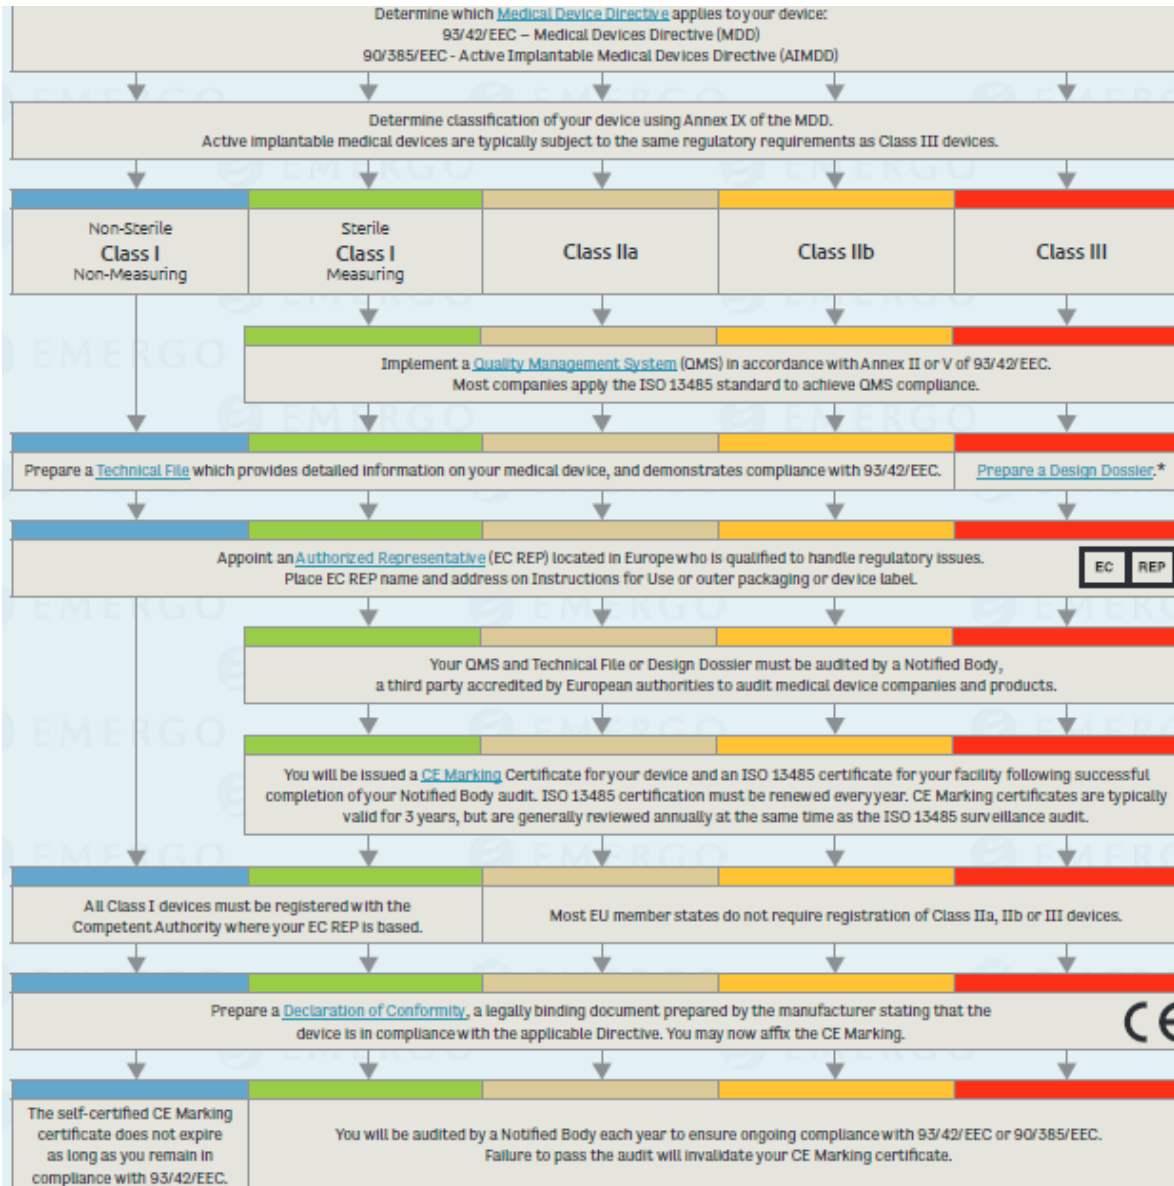 Determine which Medical Device Directive applies to your device:
93/42/EEC – Medical Devices Directive (MDD)
90/385/EEC - Active Implantable Medical Devices Directive (AIMDD)
Determine classification of your device using Annex IX of the MDD.
Active implantable medical devices are typically subject to the same regulatory requirements as Class III devices.
Non-Sterile
Class I
Non-Measuring
Sterile
Class I
Measuring
Class IIa
Class IIb
Class III
Implement a Quality Management System (QMS) in accordance with Annex II or V of 93/42/EEC.
Most companies apply the ISO 13485 standard to achieve QMS compliance.
Prepare a Technical File which provides detailed information on your medical device, and demonstrates compliance with 93/42/EEC.
Prepare a Design Dossier.*
Appoint an Authorized Representative (EC REP) located in Europe who is qualified to handle regulatory issues.
Place EC REP name and address on Instructions for Use or outer packaging or device label.
EC REP
Your QMS and Technical File or Design Dossier must be audited by a Notified Body,
a third party accredited by European authorities to audit medical device companies and products.
You will be issued a CE Marking Certificate for your device and an ISO 13485 certificate for your facility following successful
completion of your Notified Body audit. ISO 13485 certification must be renewed every year. CE Marking certificates are typically
valid for 3 years, but are generally reviewed annually at the same time as the ISO 13485 surveillance audit.
All Class I devices must be registered with the
Competent Authority where your EC REP is based.
Most EU member states do not require registration of Class IIa, IIb or III devices.
Prepare a Declaration of Conformity, a legally binding document prepared by the manufacturer stating that the
device is in compliance with the applicable Directive. You may now affix the CE Marking.
CE
The self-certified CE Marking
certificate does not expire
as long as you remain in
compliance with 93/42/EEC.
You will be audited by a Notified Body each year to ensure ongoing compliance with 93/42/EEC or 90/385/EEC.
Failure to pass the audit will invalidate your CE Marking certificate.
EMERGO